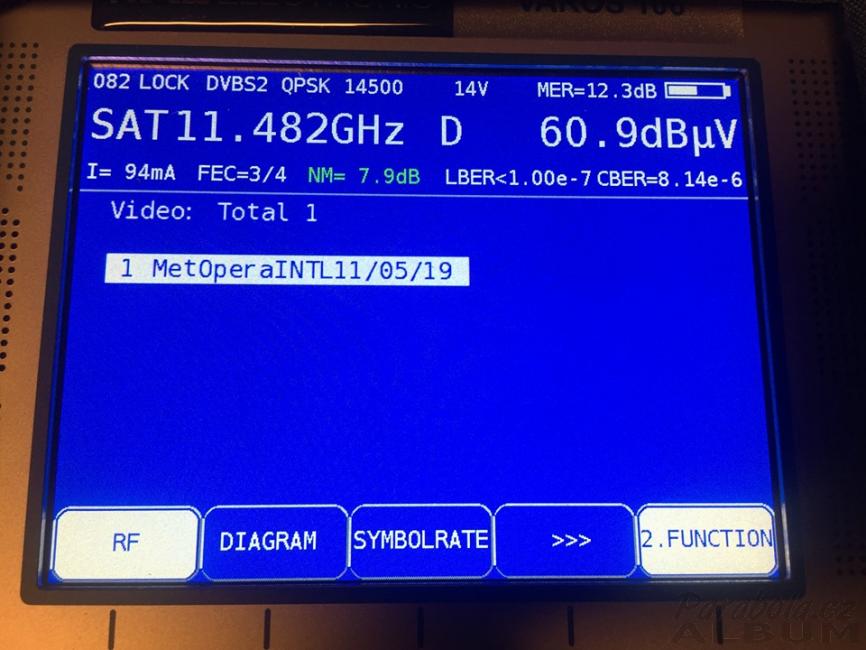 VAROS 106
082 LOCK DVBS2 QPSK 14500 14V MER=12.3dB
SAT11.482GHz D 60.9dBµV
I= 94mA FEC=3/4 NM= 7.9dB LBER<1.00e-7 CBER=8.14e-6
Video: Total 1
1 MetOperaINTL11/05/19
RF DIAGRAM SYMBOLRATE >>> 2.FUNCTION
Parabola.cz
ALBUM